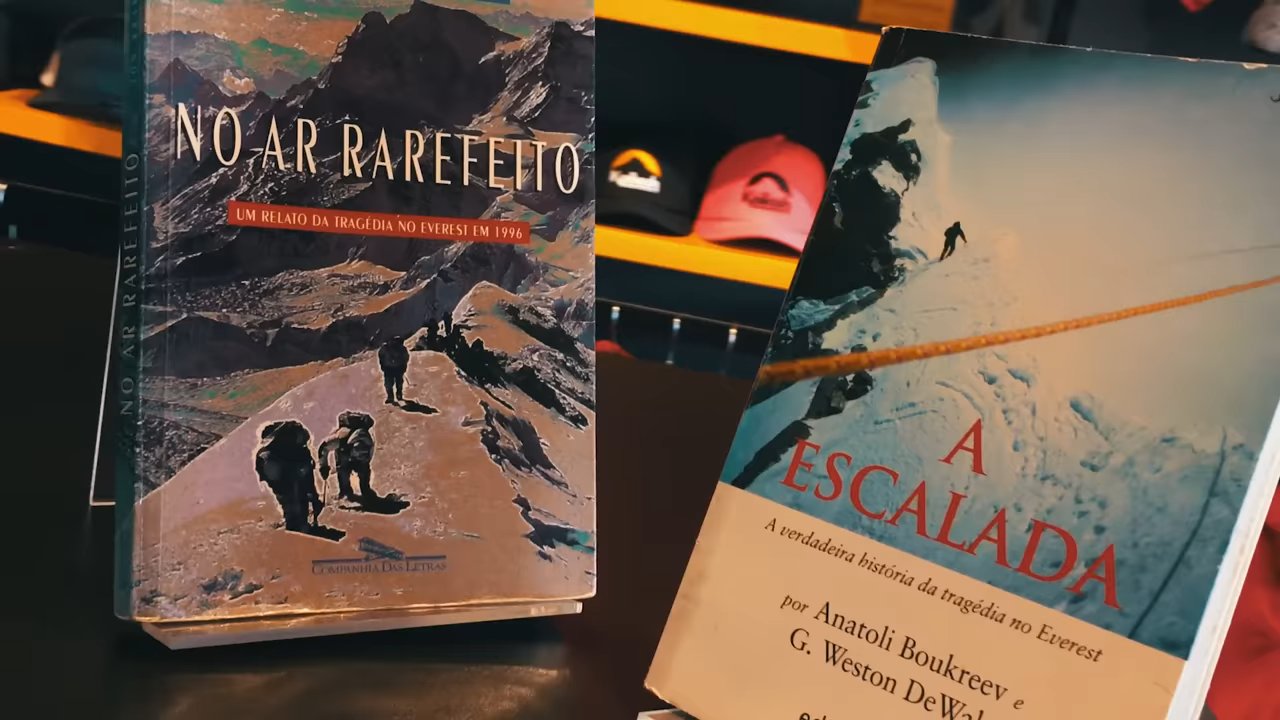 NO AR RAREFEITO
UM RELATO DA TRAGÉDIA NO EVEREST EM 1996
COMPANHIA DAS LETRAS
NO AR RAREFEITO
A
ESCALADA
A verdadeira história da tragédia no Everest
por Anatoli Boukreev e
G. Weston DeWal